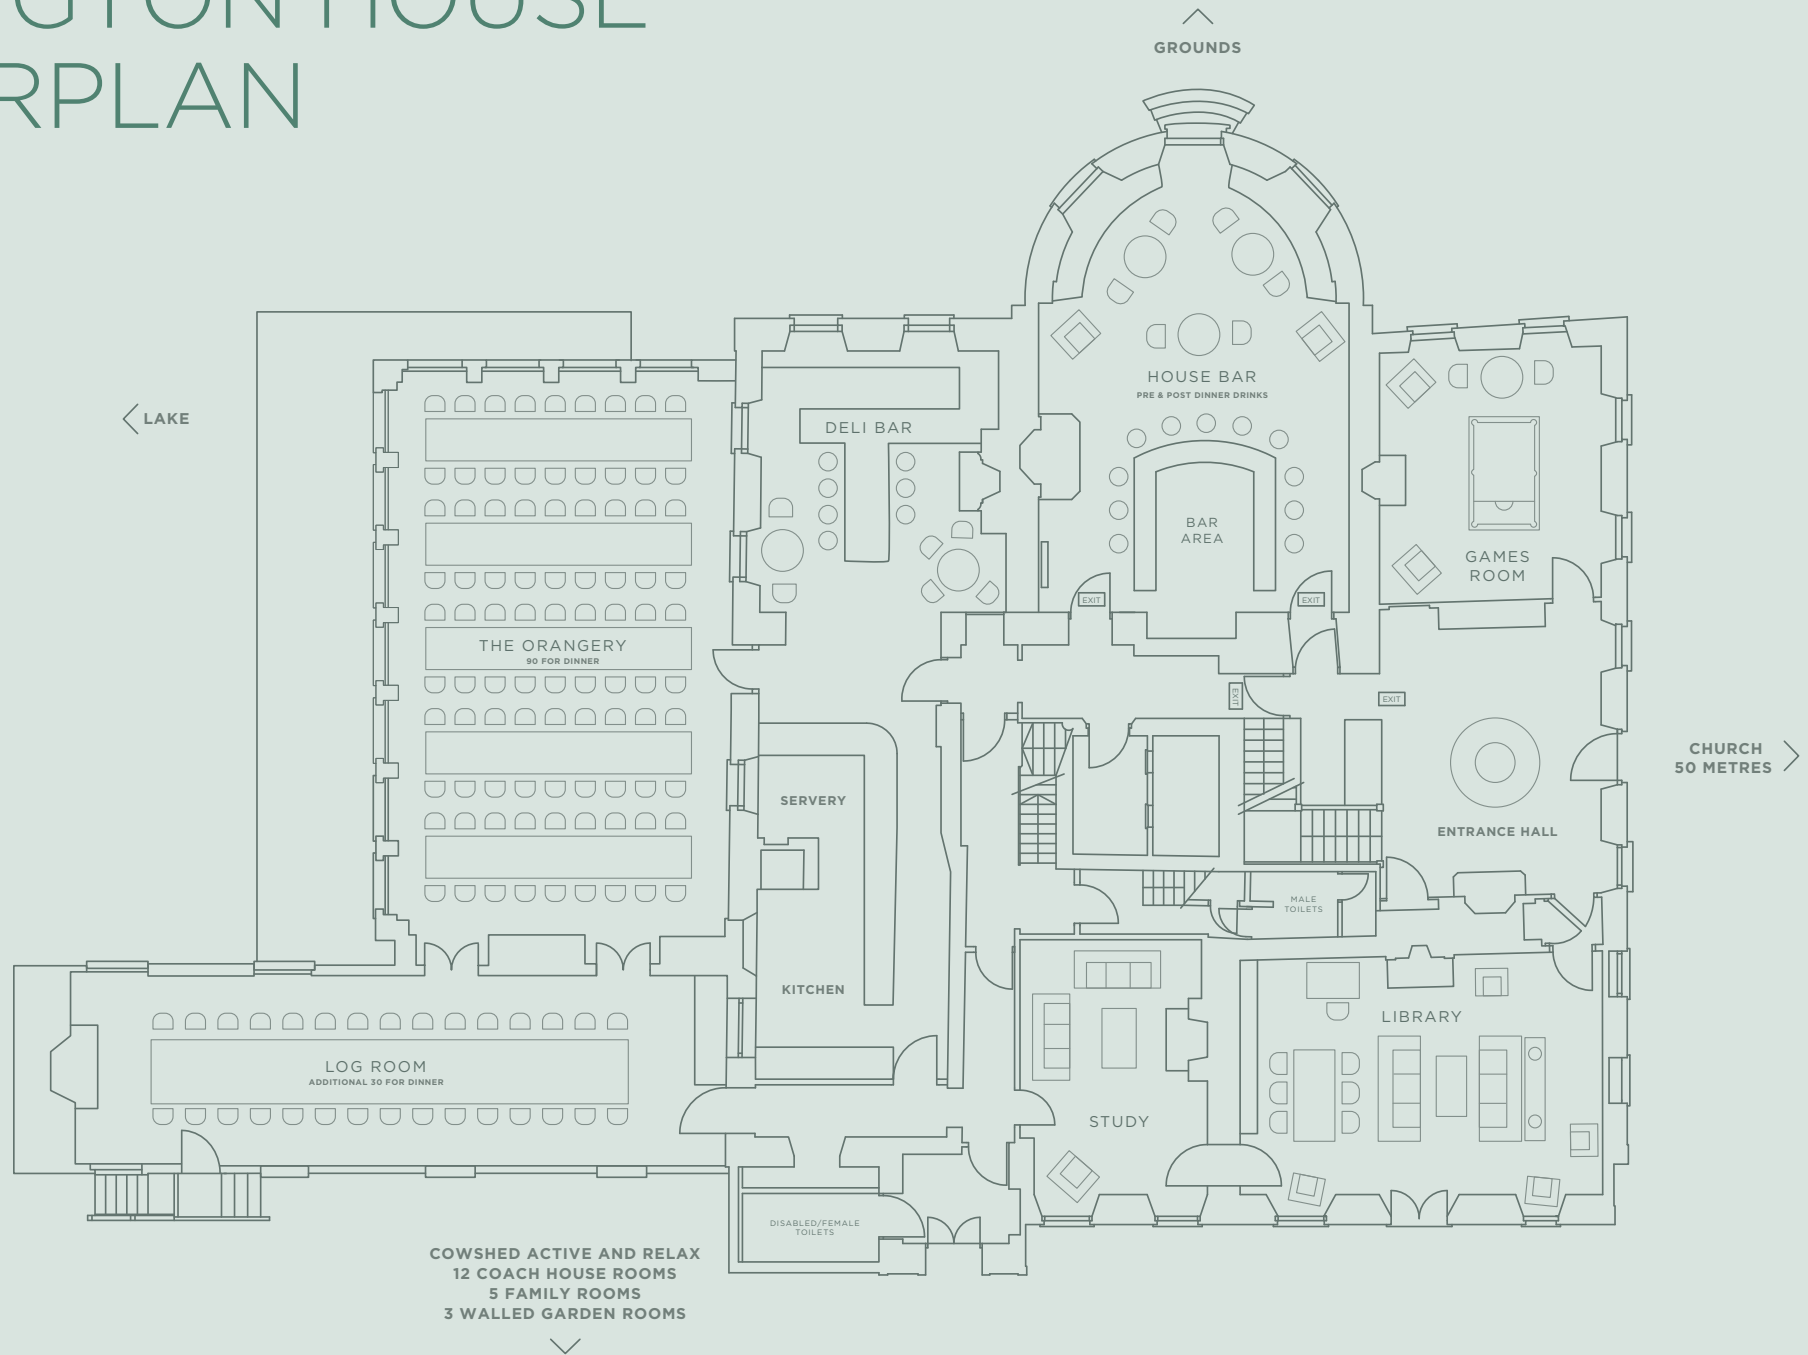 GTON HOUSE
RPLAN
GROUNDS
LAKE
HOUSE BAR
PRE & POST DINNER DRINKS
DELI BAR
BAR
AREA
GAMES
ROOM
EXIT
EXIT
THE ORANGERY
90 FOR DINNER
EXIT
EXIT
CHURCH
50 METRES
SERVERY
ENTRANCE HALL
MALE
TOILETS
KITCHEN
LIBRARY
LOG ROOM
ADDITIONAL 30 FOR DINNER
STUDY
DISABLED/FEMALE
TOILETS
COWSHED ACTIVE AND RELAX
12 COACH HOUSE ROOMS
5 FAMILY ROOMS
3 WALLED GARDEN ROOMS